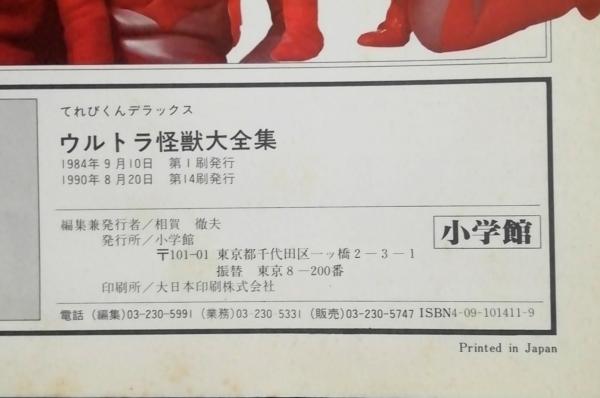 てれびくんデラックス
ウルトラ怪獣大全集
1984年9月10日 第1刷発行
1990年8月20日 第14刷発行
編集兼発行者/相賀 徹夫
発行所/小学館
〒101-01 東京都千代田区一ッ橋2-3-1
振替 東京8-200番
印刷所/大日本印刷株式会社
小学館
電話(編集)03-230-5991(業務)03-230-5331(販売)03-230-5747 ISBN4-09-101411-9
Printed in Japan